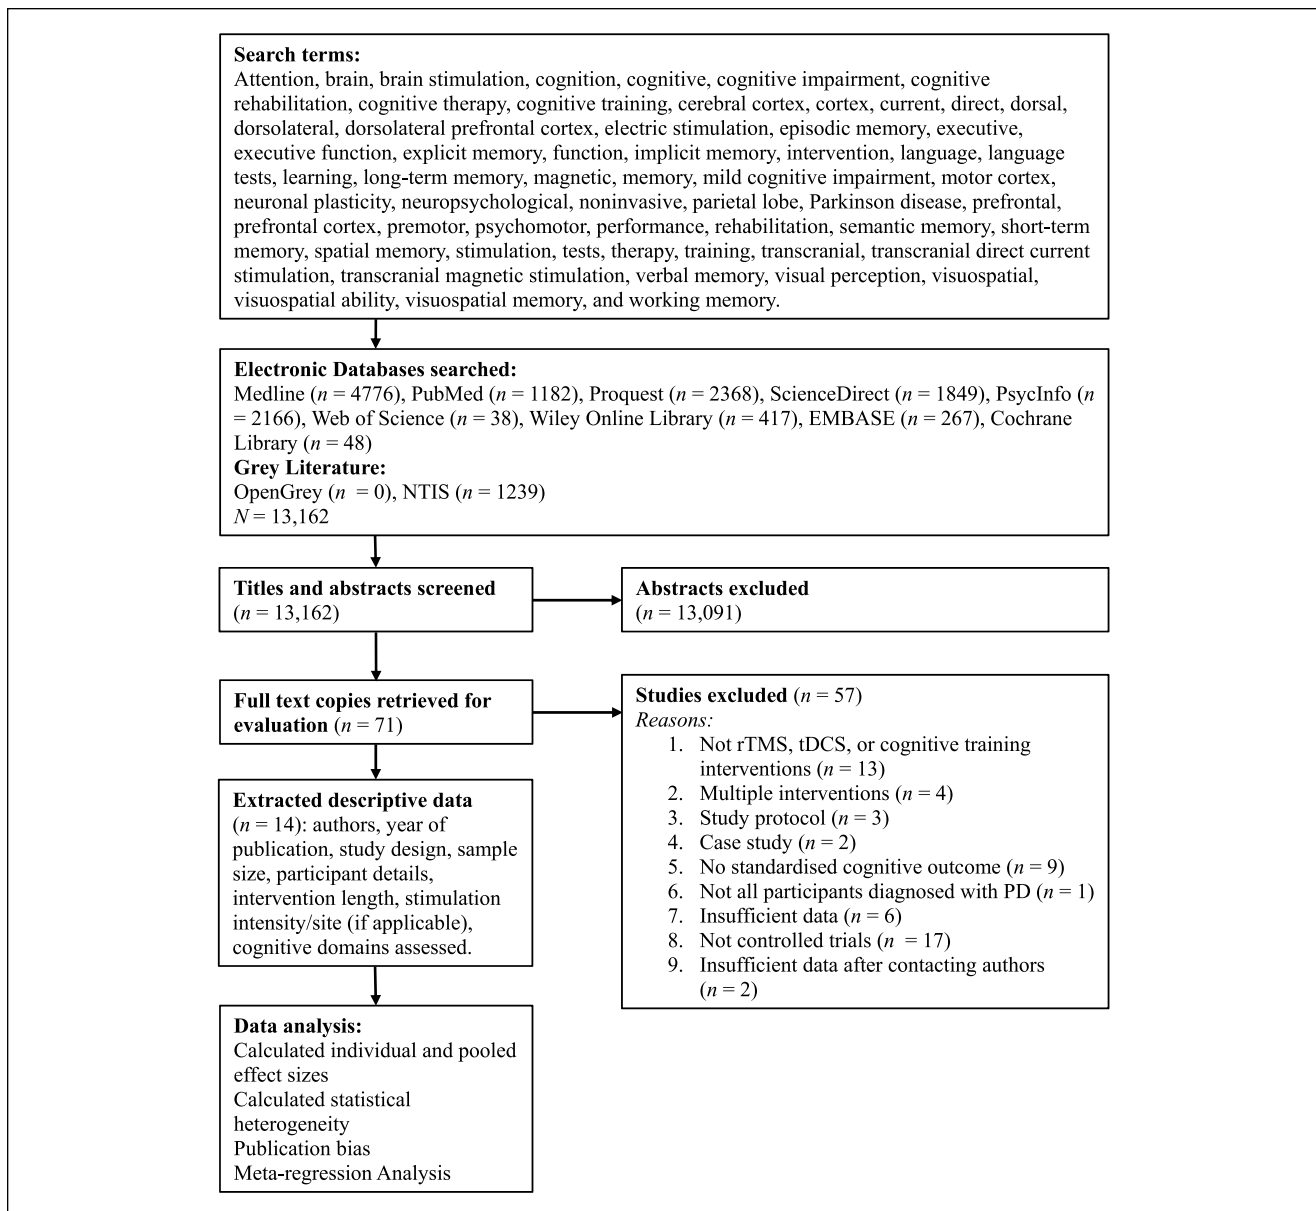 Search terms:
Attention, brain, brain stimulation, cognition, cognitive, cognitive impairment, cognitive
rehabilitation, cognitive therapy, cognitive training, cerebral cortex, cortex, current, direct, dorsal,
dorsolateral, dorsolateral prefrontal cortex, electric stimulation, episodic memory, executive,
executive function, explicit memory, function, implicit memory, intervention, language, language
tests, learning, long-term memory, magnetic, memory, mild cognitive impairment, motor cortex,
neuronal plasticity, neuropsychological, noninvasive, parietal lobe, Parkinson disease, prefrontal,
prefrontal cortex, premotor, psychomotor, performance, rehabilitation, semantic memory, short-term
memory, spatial memory, stimulation, tests, therapy, training, transcranial, transcranial direct current
stimulation, transcranial magnetic stimulation, verbal memory, visual perception, visuospatial,
visuospatial ability, visuospatial memory, and working memory.
Electronic Databases searched:
Medline (n = 4776), PubMed (n = 1182), Proquest (n = 2368), ScienceDirect (n = 1849), PsycInfo (n
= 2166), Web of Science (n = 38), Wiley Online Library (n = 417), EMBASE (n = 267), Cochrane
Library (n = 48)
Grey Literature:
OpenGrey (n = 0), NTIS (n = 1239)
N = 13,162
Titles and abstracts screened
(n = 13,162)
Abstracts excluded
(n = 13,091)
Full text copies retrieved for
evaluation (n = 71)
Studies excluded (n = 57)
Reasons:
1. Not rTMS, tDCS, or cognitive training
interventions (n = 13)
2. Multiple interventions (n = 4)
3. Study protocol (n = 3)
4. Case study (n = 2)
5. No standardised cognitive outcome (n = 9)
6. Not all participants diagnosed with PD (n = 1)
7. Insufficient data (n = 6)
8. Not controlled trials (n = 17)
9. Insufficient data after contacting authors
(n = 2)
Extracted descriptive data
(n = 14): authors, year of
publication, study design, sample
size, participant details,
intervention length, stimulation
intensity/site (if applicable),
cognitive domains assessed.
Data analysis:
Calculated individual and pooled
effect sizes
Calculated statistical
heterogeneity
Publication bias
Meta-regression Analysis